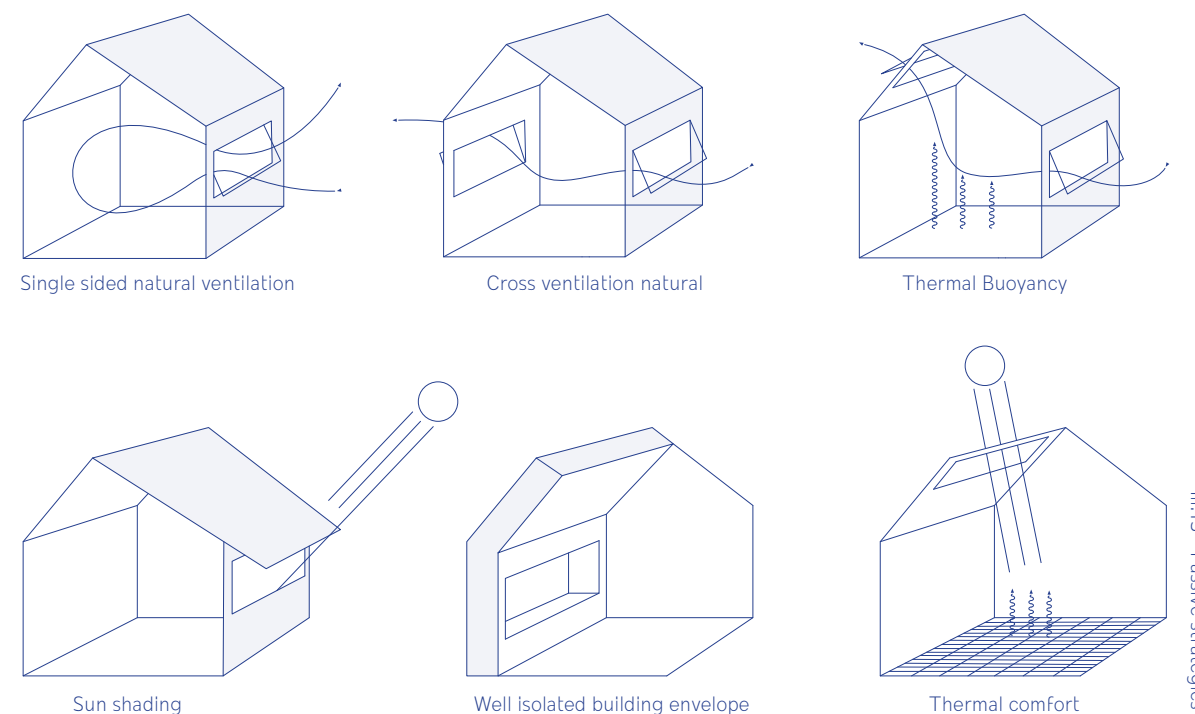 Single sided natural ventilation
Cross ventilation natural
Thermal Buoyancy
Sun shading
Well isolated building envelope
Thermal comfort